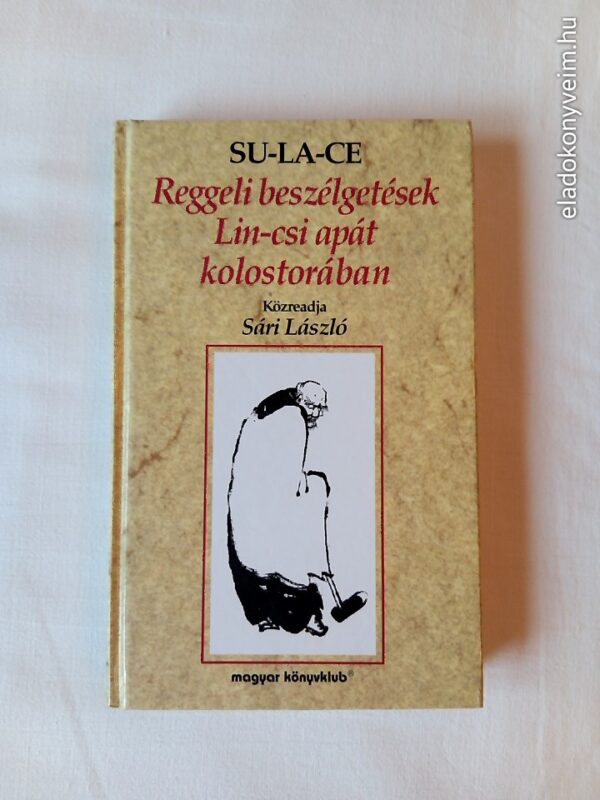 SU-LA-CE
Reggeli beszélgetések
Lin-csi apát
kolostorában
Közreadja
Sári László
magyar könyvklub®
eladokonyveim.hu